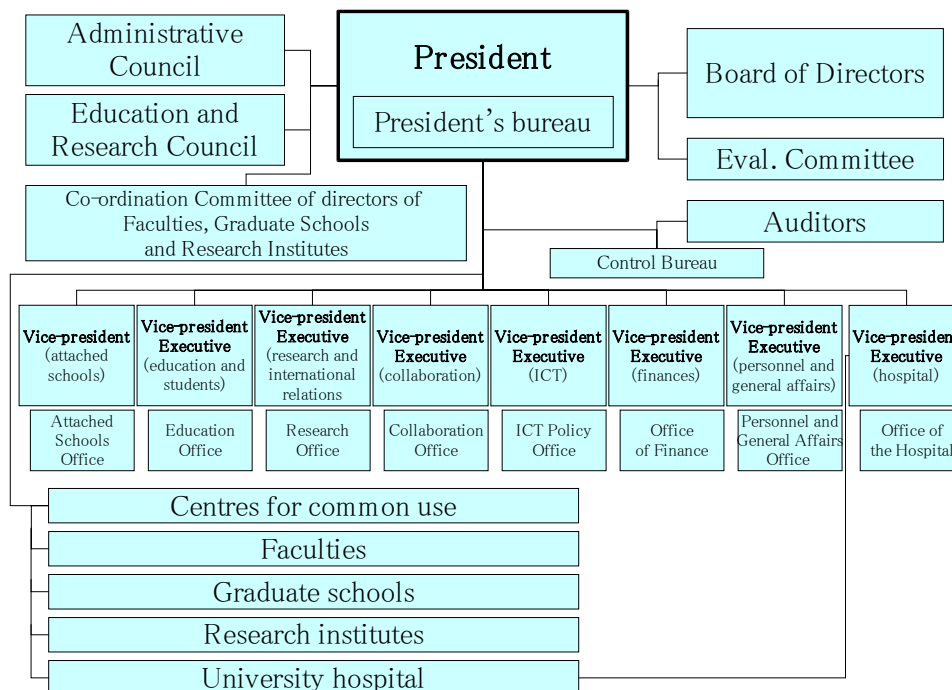 Administrative
Council
Education and
Research Council
Co-ordination Committee of directors of
Faculties, Graduate Schools
and Research Institutes
President
President's bureau
Board of Directors
Eval. Committee
Auditors
Control Bureau
Vice-president
(attached
schools)
Vice-president
Executive
(education and
students)
Vice-president
Executive
(research and
international
relations
Vice-president
Executive
(collaboration)
Vice-president
Executive
(ICT)
Vice-president
Executive
(finances)
Vice-president
Executive
(personnel and
general affairs)
Vice-president
Executive
(hospital)
Attached
Schools
Office
Education
Office
Research
Office
Collaboration
Office
ICT Policy
Office
Office
of Finance
Personnel and
General Affairs
Office
Office of
the Hospital
Centres for common use
Faculties
Graduate schools
Research institutes
University hospital